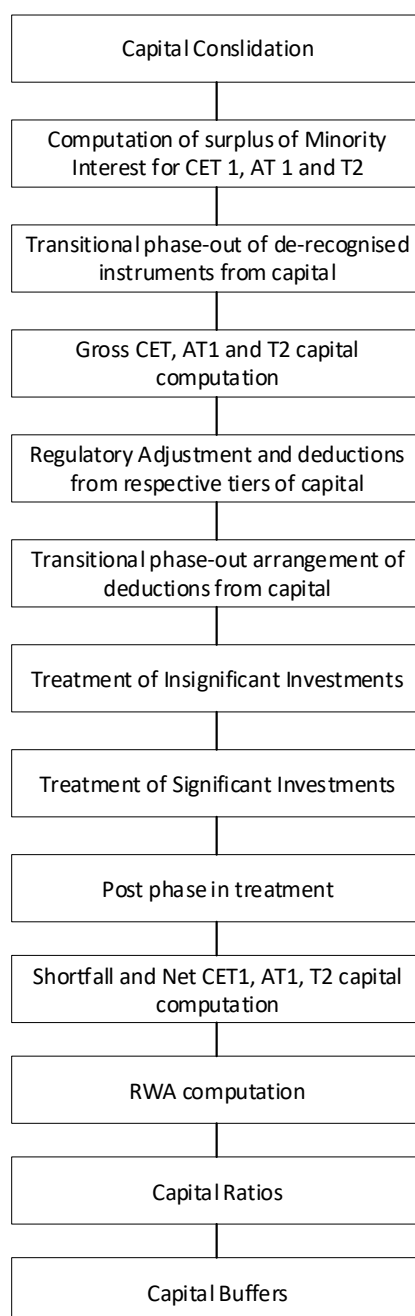 Capital Conslidation
Computation of surplus of Minority
Interest for CET 1, AT 1 and T2
Transitional phase-out of de-recognised
instruments from capital
Gross CET, AT1 and T2 capital
computation
Regulatory Adjustment and deductions
from respective tiers of capital
Transitional phase-out arrangement of
deductions from capital
Treatment of Insignificant Investments
Treatment of Significant Investments
Post phase in treatment
Shortfall and Net CET1, AT1, T2 capital
computation
RWA computation
Capital Ratios
Capital Buffers